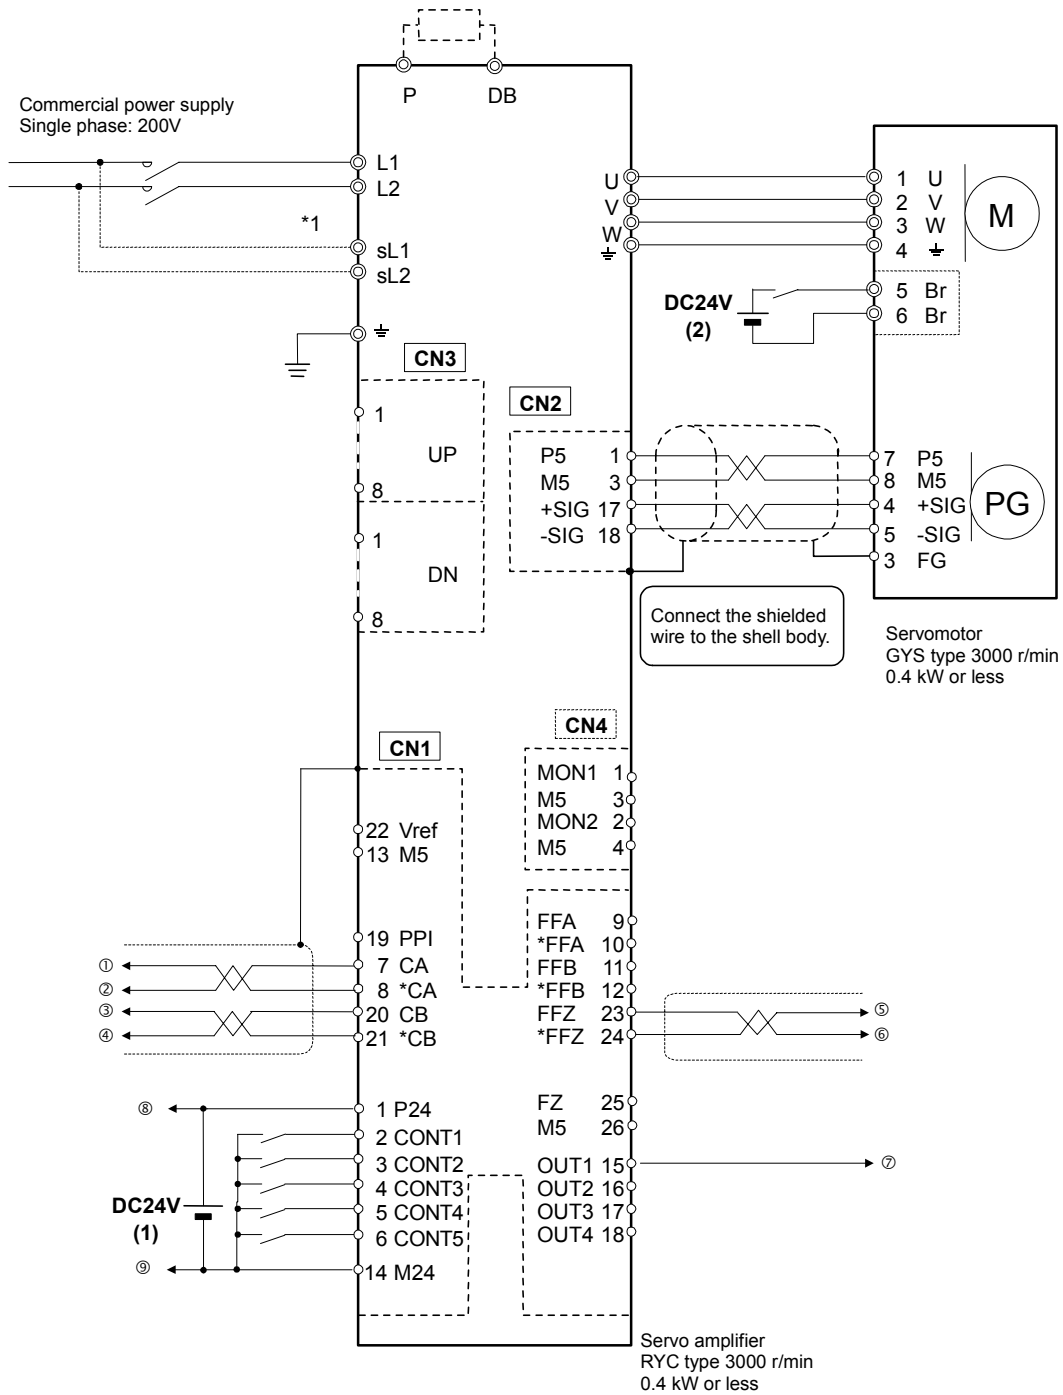 P
DB
Commercial power supply
Single phase: 200V
L1
L2
*1
sL1
sL2
U
V
W
1 U
2 V
3 W
4
M
5 Br
6 Br
DC24V
(2)
CN3
1
UP
8
1
DN
8
CN2
P5 1
M5 3
+SIG 17
-SIG 18
7 P5
8 M5
4 +SIG
5 -SIG
3 FG
PG
Connect the shielded
wire to the shell body.
Servomotor
GYS type 3000 r/min
0.4 kW or less
CN4
MON1 1
M5 3
MON2 2
M5 4
CN1
22 Vref
13 M5
19 PPI
① 7 CA
② 8 *CA
③ 20 CB
④ 21 *CB
FFA 9
*FFA 10
FFB 11
*FFB 12
FFZ 23 ⑤
*FFZ 24 ⑥
FZ 25
M5 26
OUT1 15 ⑦
OUT2 16
OUT3 17
OUT4 18
⑧ 1 P24
2 CONT1
3 CONT2
4 CONT3
5 CONT4
6 CONT5
DC24V
(1)
⑨ 14 M24
Servo amplifier
RYC type 3000 r/min
0.4 kW or less